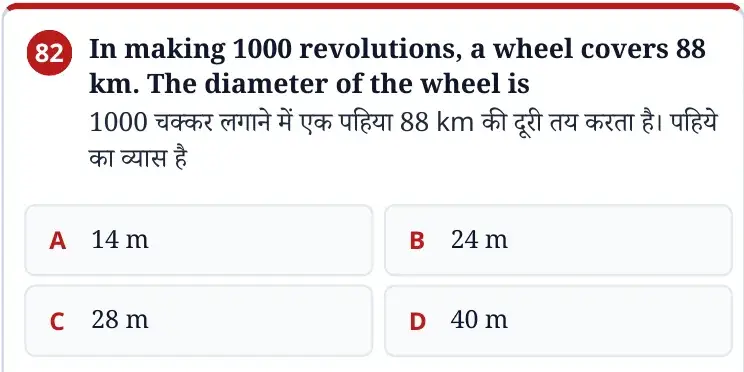 82 In making 1000 revolutions, a wheel covers 88
km. The diameter of the wheel is
1000 चक्कर लगाने में एक पहिया 88 km की दूरी तय करता है। पहिये
का व्यास है
A 14 m
B 24 m
C 28 m
D 40 m